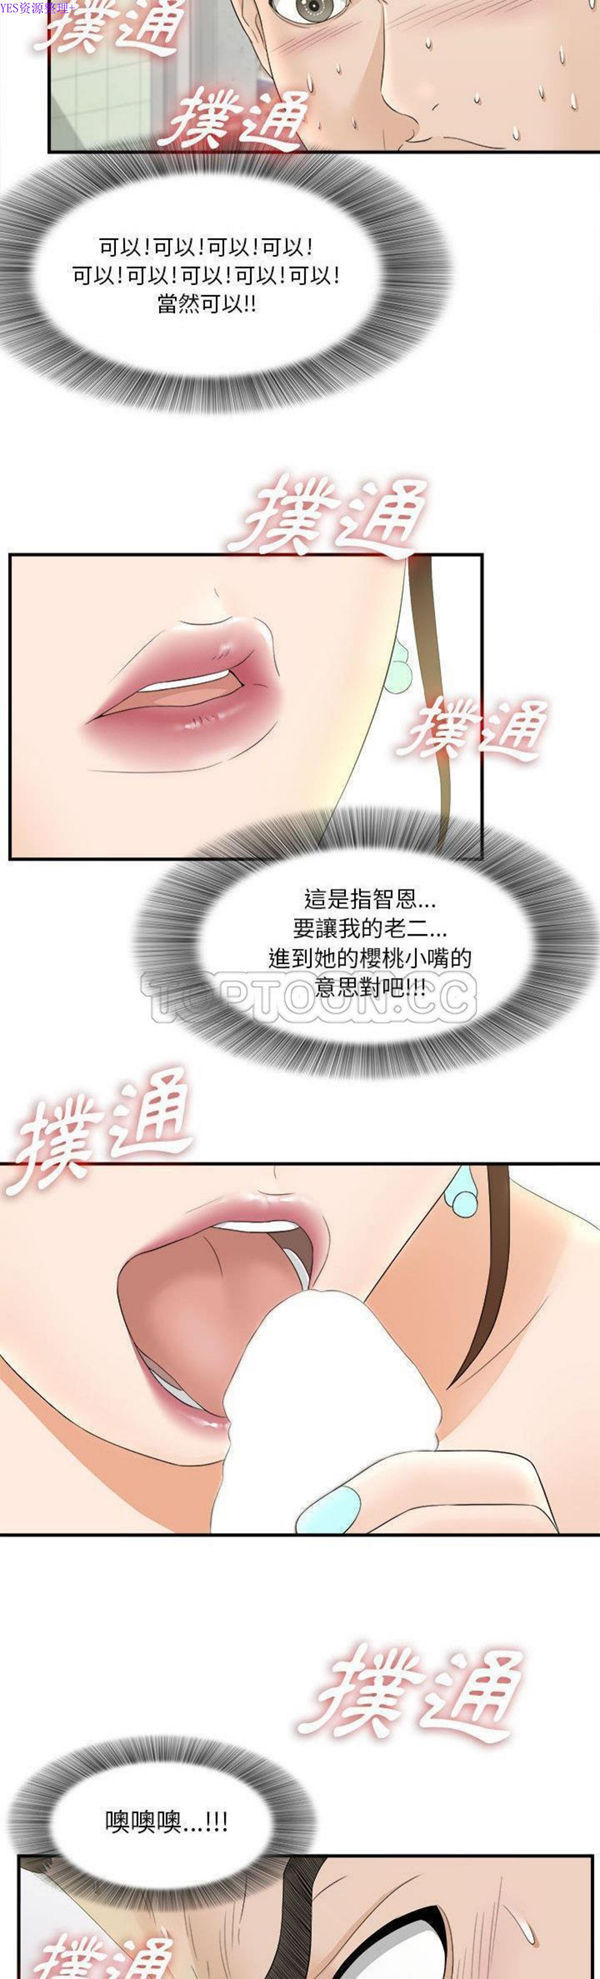 YES资源整理+
撲通
撲通
可以!可以!可以!可以!
可以!可以!可以!可以!可以!
當然可以!!
撲通
撲通
這是指智恩...
要讓我的老二...
進到她的櫻桃小嘴的
意思對吧!!!
TOPTOON.CC
撲通
撲通
噢噢噢...!!!
撲通